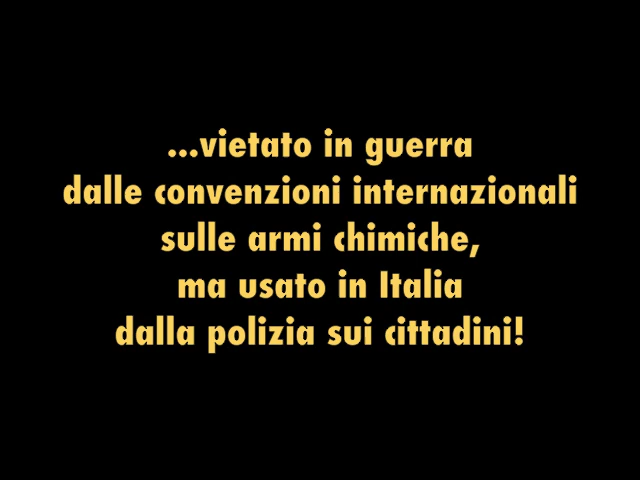 ...vietato in guerra
dalle convenzioni internazionali
sulle armi chimiche,
ma usato in Italia
dalla polizia sui cittadini!